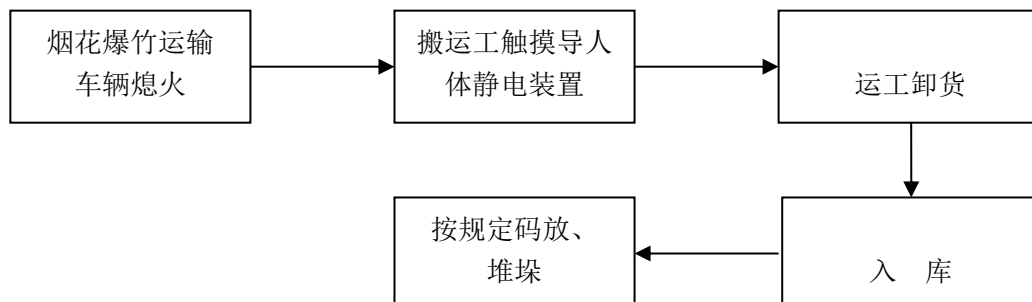 烟花爆竹运输
车辆熄火
搬运工触摸导人
体静电装置
运工卸货
按规定码放、
堆垛
入 库